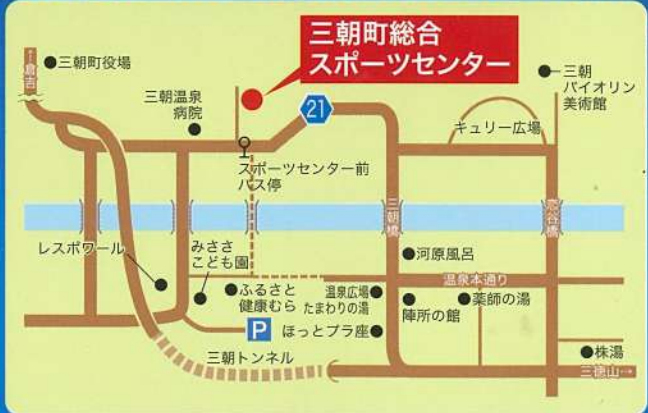 三朝町総合
スポーツセンター
←倉吉
三朝町役場
三朝温泉
病院
21
三朝
バイオリン
美術館
キュリー広場
スポーツセンター前
バス停
三朝橋
恋谷橋
レスポワール
みささ
こども園
河原風呂
温泉本通り
ふるさと
健康むら
温泉広場
たまわりの湯
陣所の館
薬師の湯
P
ほっとプラ座
三朝トンネル
株湯
三徳山→